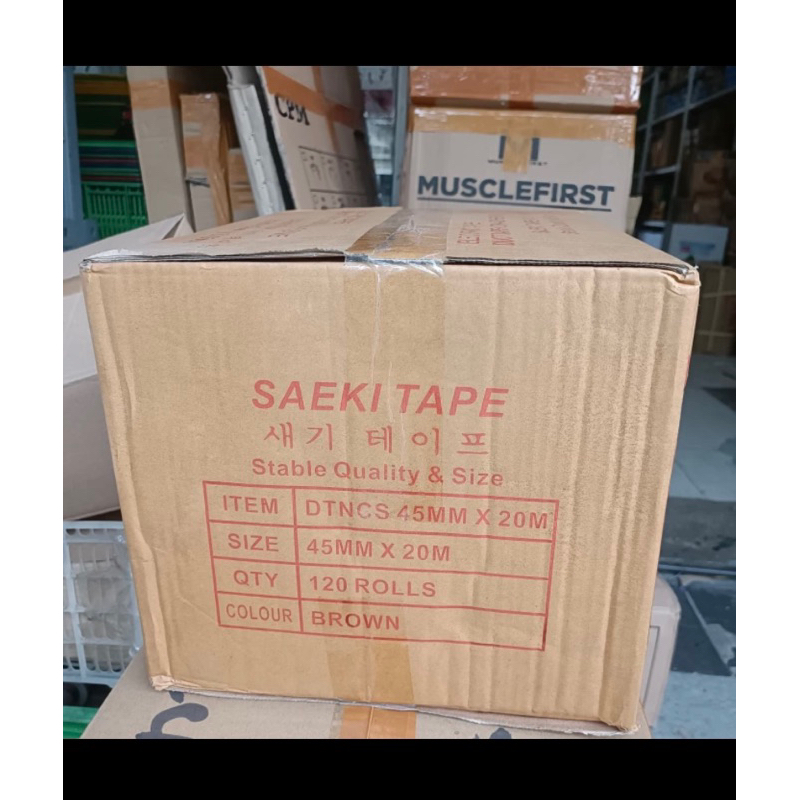 CPM
MUSCLEFIRST
SAEKI TAPE
새기 테이프
Stable Quality & Size
ITEM DTNCS 45MM X 20M
SIZE 45MM X 20M
QTY 120 ROLLS
COLOUR BROWN